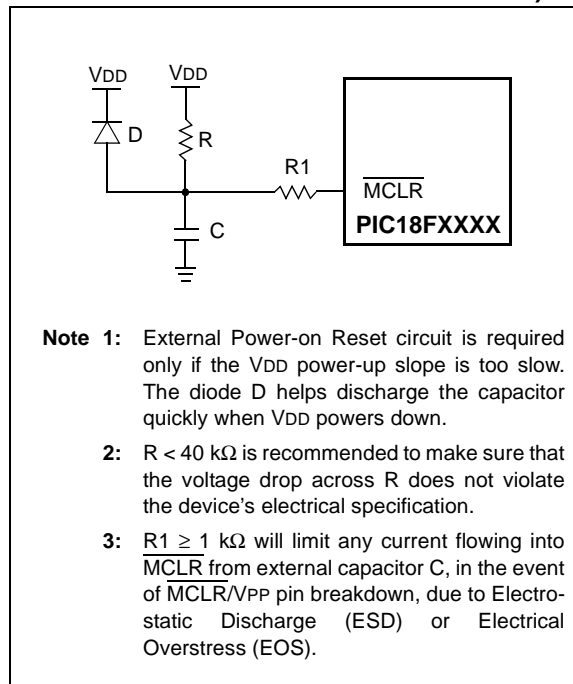 VDD VDD
D R
R1
MCLR
PIC18FXXXX
C
Note 1: External Power-on Reset circuit is required
only if the VDD power-up slope is too slow.
The diode D helps discharge the capacitor
quickly when VDD powers down.
2: R < 40 kΩ is recommended to make sure that
the voltage drop across R does not violate
the device's electrical specification.
3: R1 ≥ 1 kΩ will limit any current flowing into
MCLR from external capacitor C, in the event
of MCLR/VPP pin breakdown, due to Electro-
static Discharge (ESD) or Electrical
Overstress (EOS).